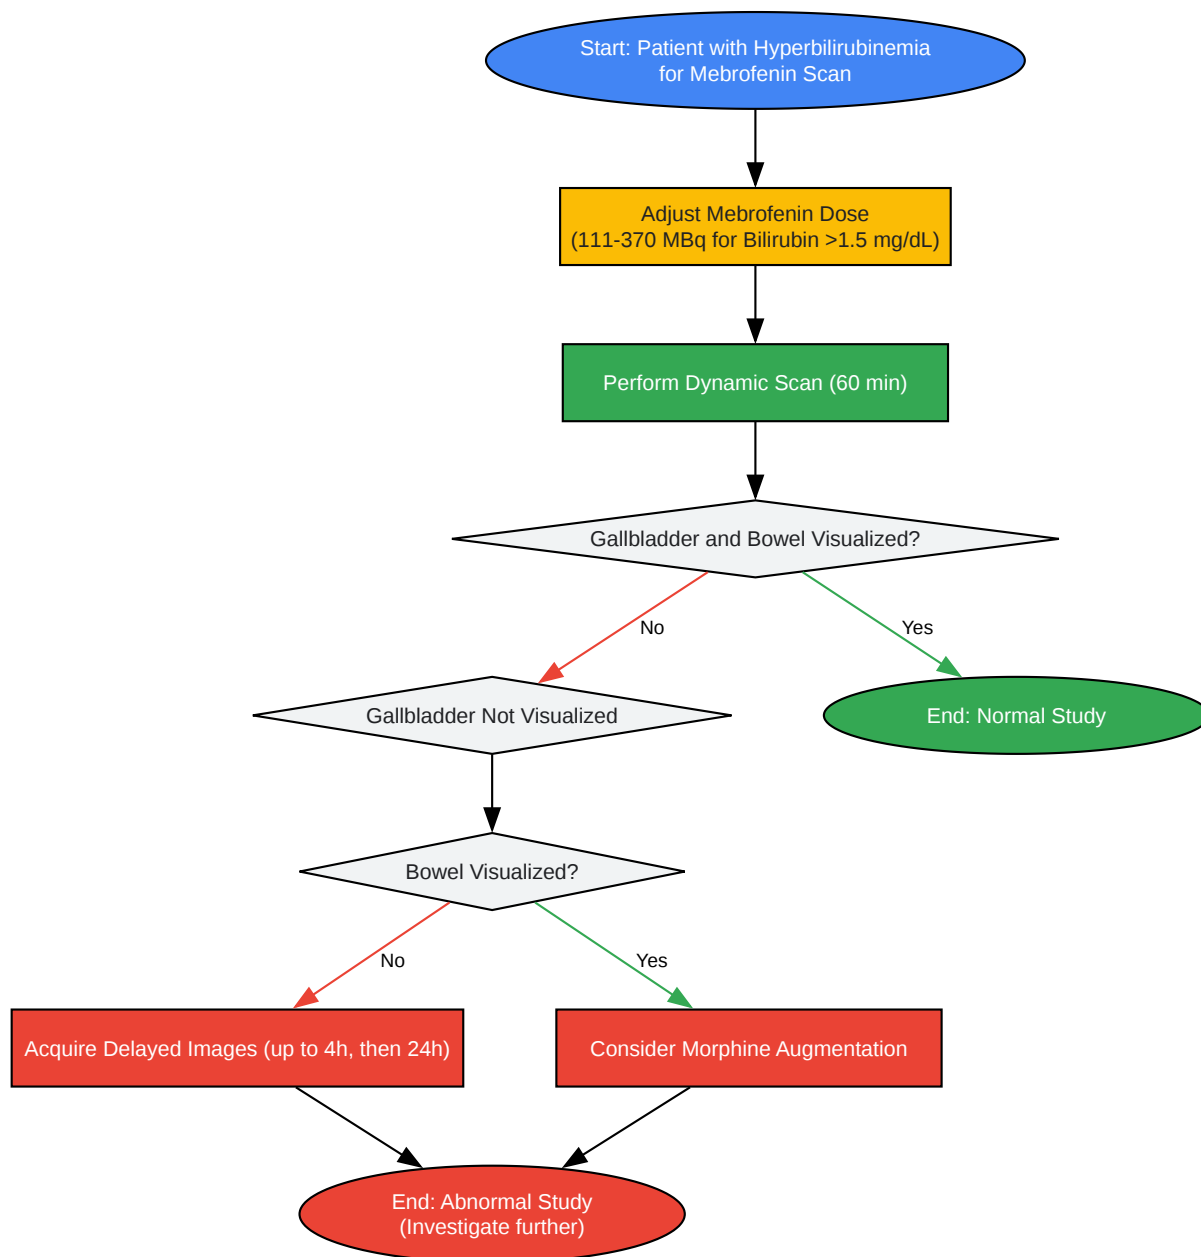 Start: Patient with Hyperbilirubinemia
for Mebrofenin Scan
Adjust Mebrofenin Dose
(111-370 MBq for Bilirubin >1.5 mg/dL)
Perform Dynamic Scan (60 min)
Gallbladder and Bowel Visualized?
No
Yes
Gallbladder Not Visualized
End: Normal Study
Bowel Visualized?
No
Yes
Acquire Delayed Images (up to 4h, then 24h)
Consider Morphine Augmentation
End: Abnormal Study
(Investigate further)